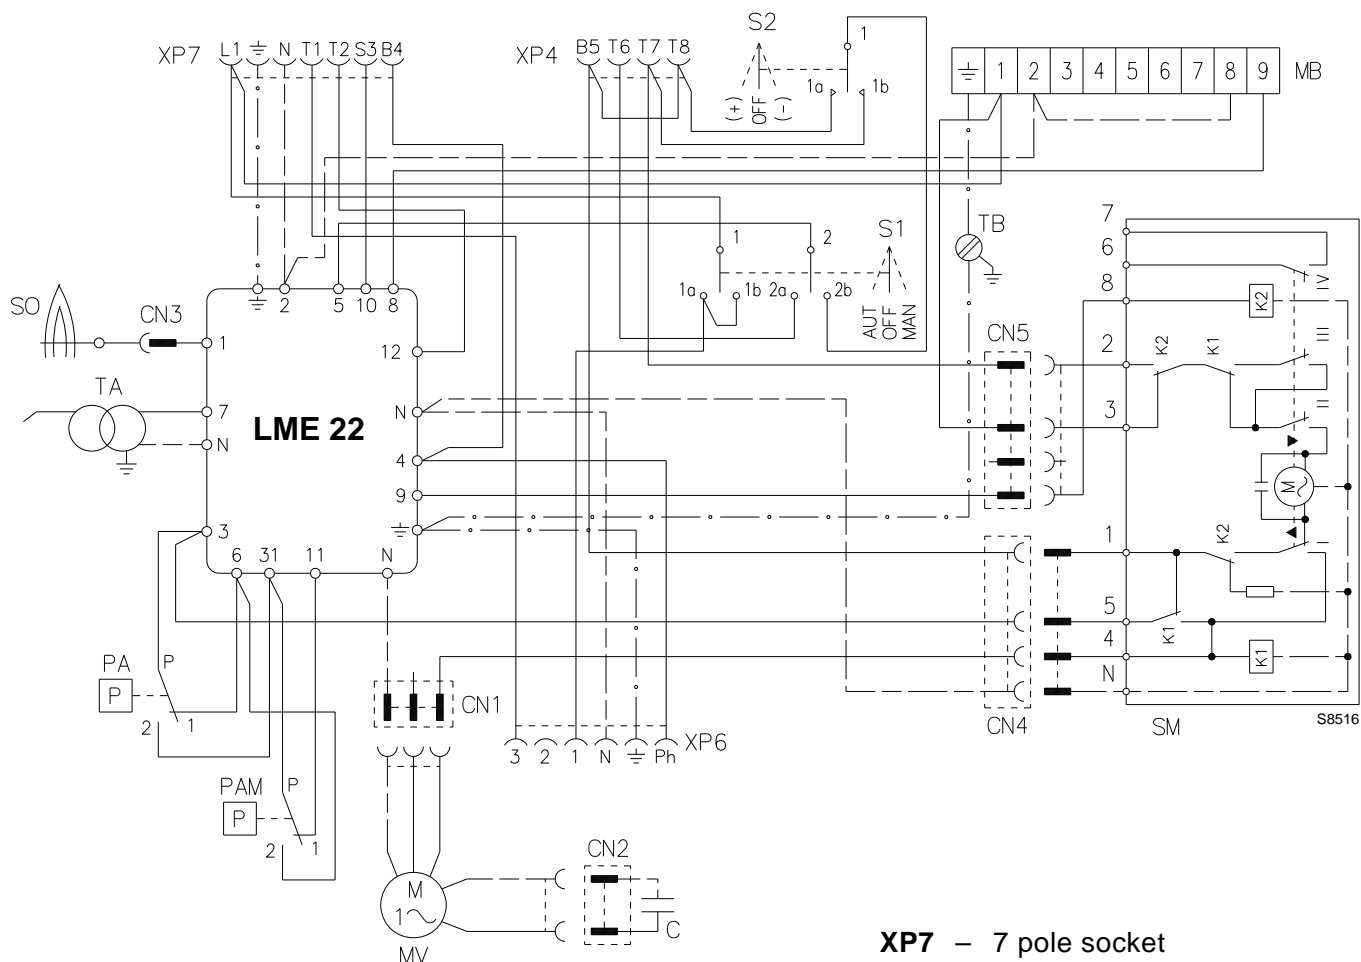 S2
XP7 L1 N T1 T2 S3 B4
XP4 B5 T6 T7 T8
1
1a 1b
(+) OFF (-)
1 2 3 4 5 6 7 8 9 MB
TB
S1
1 2
1a 1b 2a 2b
AUT OFF MAN
SO
CN3
2 5 10 8
1
12
TA
7
N
LME 22
N
4
9
3
6 31 11 N
CN5
7
6
8
2
3
K2
IV
III
K2 K1
II
M
1
K2
I
5
K1
4
K1
N
CN4
SM
S8516
PA
P
P
2 1
CN1
3 2 1 N Ph XP6
PAM
P
P
2 1
M
1
MV
CN2
C
XP7 – 7 pole socket